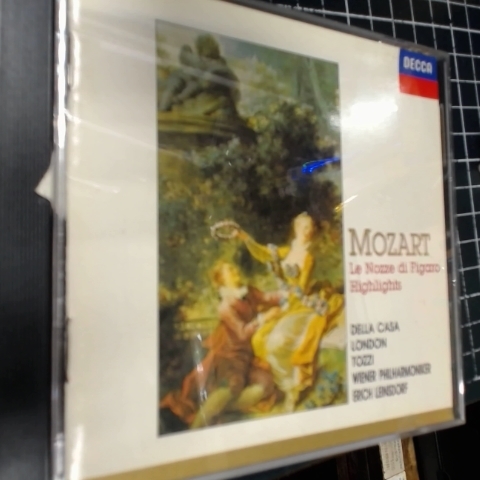 DECCA
MOZART
Le Nozze di Figaro
Highlights
DELLA CASA
LONDON
TOZZI
WIENER PHILHARMONIKER
ERICH LEINSDORF